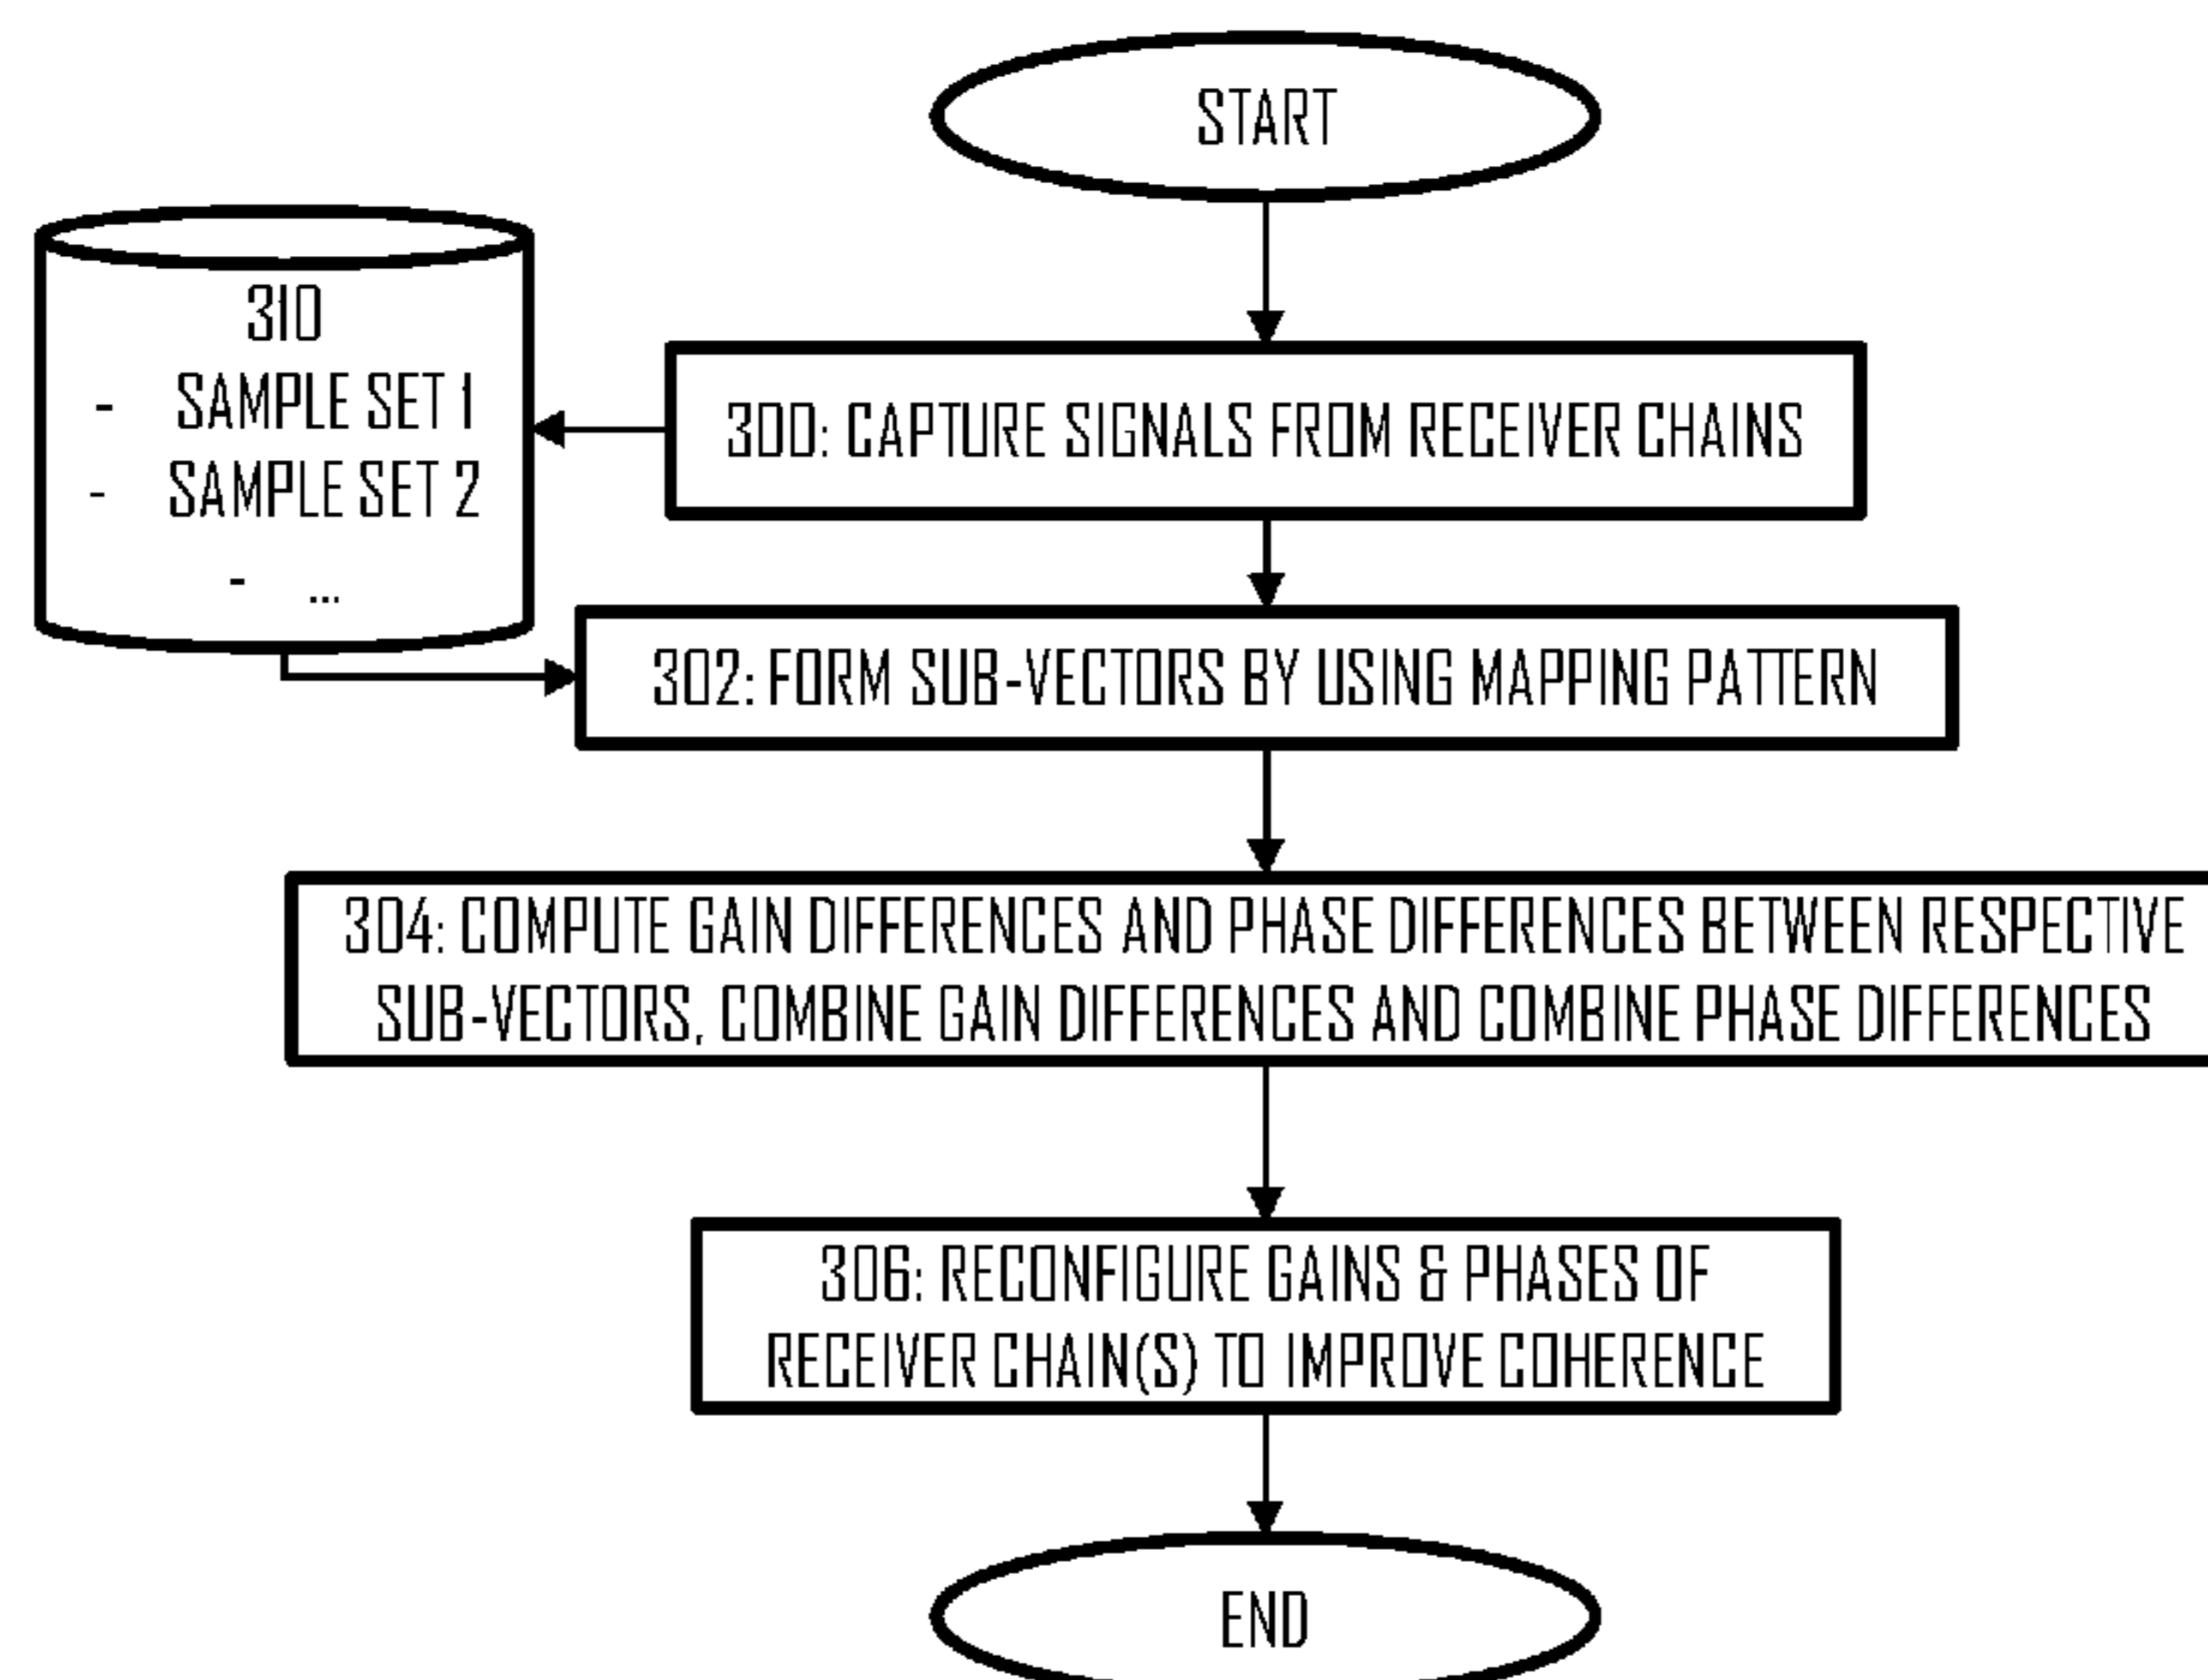 START
310
- SAMPLE SET 1
- SAMPLE SET 2
- ...
300: CAPTURE SIGNALS FROM RECEIVER CHAINS
302: FORM SUB-VECTORS BY USING MAPPING PATTERN
304: COMPUTE GAIN DIFFERENCES AND PHASE DIFFERENCES BETWEEN RESPECTIVE
SUB-VECTORS, COMBINE GAIN DIFFERENCES AND COMBINE PHASE DIFFERENCES
306: RECONFIGURE GAINS & PHASES OF
RECEIVER CHAIN(S) TO IMPROVE COHERENCE
END